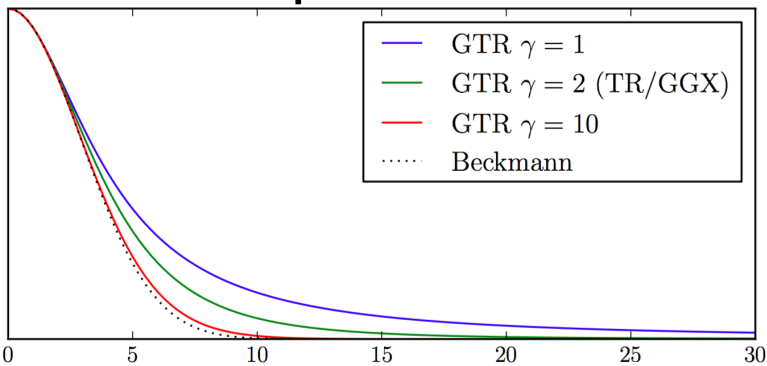 GTR γ = 1
GTR γ = 2 (TR/GGX)
GTR γ = 10
Beckmann
0 5 10 15 20 25 30